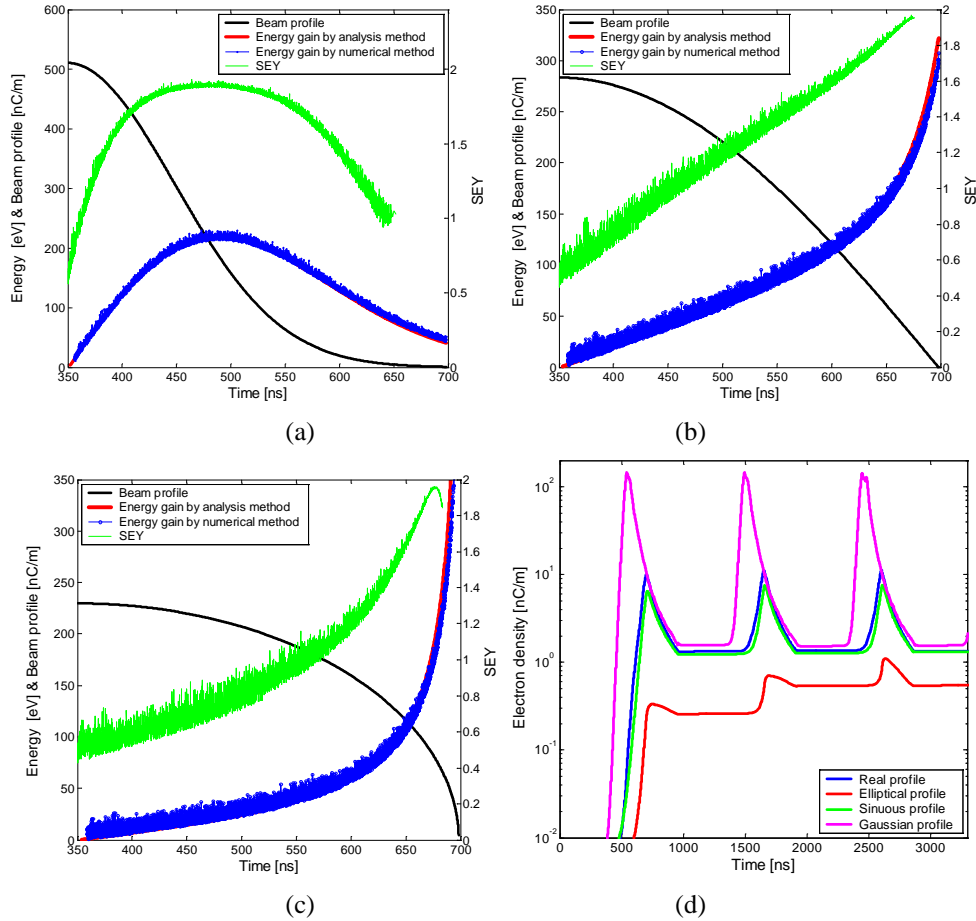 Beam profile
Energy gain by analysis method
Energy gain by numerical method
SEY
Energy [eV] & Beam profile [nC/m]
600
500
400
300
200
100
0
350 400 450 500 550 600 650 700
Time [ns]
2
1.5
1
0.5
0
SEY
(a)
Beam profile
Energy gain by analysis method
Energy gain by numerical method
SEY
Energy [eV] & Beam profile [nC/m]
350
300
250
200
150
100
50
0
350 400 450 500 550 600 650 700
Time [ns]
2
1.8
1.6
1.4
1.2
1
0.8
0.6
0.4
0.2
0
SEY
(b)
Beam profile
Energy gain by analysis method
Energy gain by numerical method
SEY
Energy [eV] & Beam profile [nC/m]
350
300
250
200
150
100
50
0
350 400 450 500 550 600 650 700
Time [ns]
2
1.8
1.6
1.4
1.2
1
0.8
0.6
0.4
0.2
0
SEY
(c)
Electron density [nC/m]
10^2
10^1
10^0
10^-1
10^-2
0 500 1000 1500 2000 2500 3000
Time [ns]
Real profile
Elliptical profile
Sinuous profile
Gaussian profile
(d)